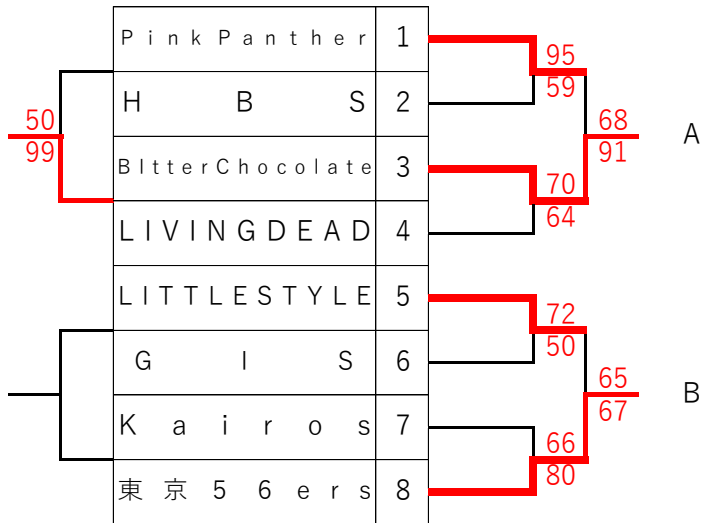 PinkPanther 1
HBS 2
BItterChocolate 3
LIVINGDEAD 4
LITTLESTYLE 5
GIS 6
Kairos 7
東京56ers 8
50
99
95
59
70
64
68
91
A
72
50
66
80
65
67
B